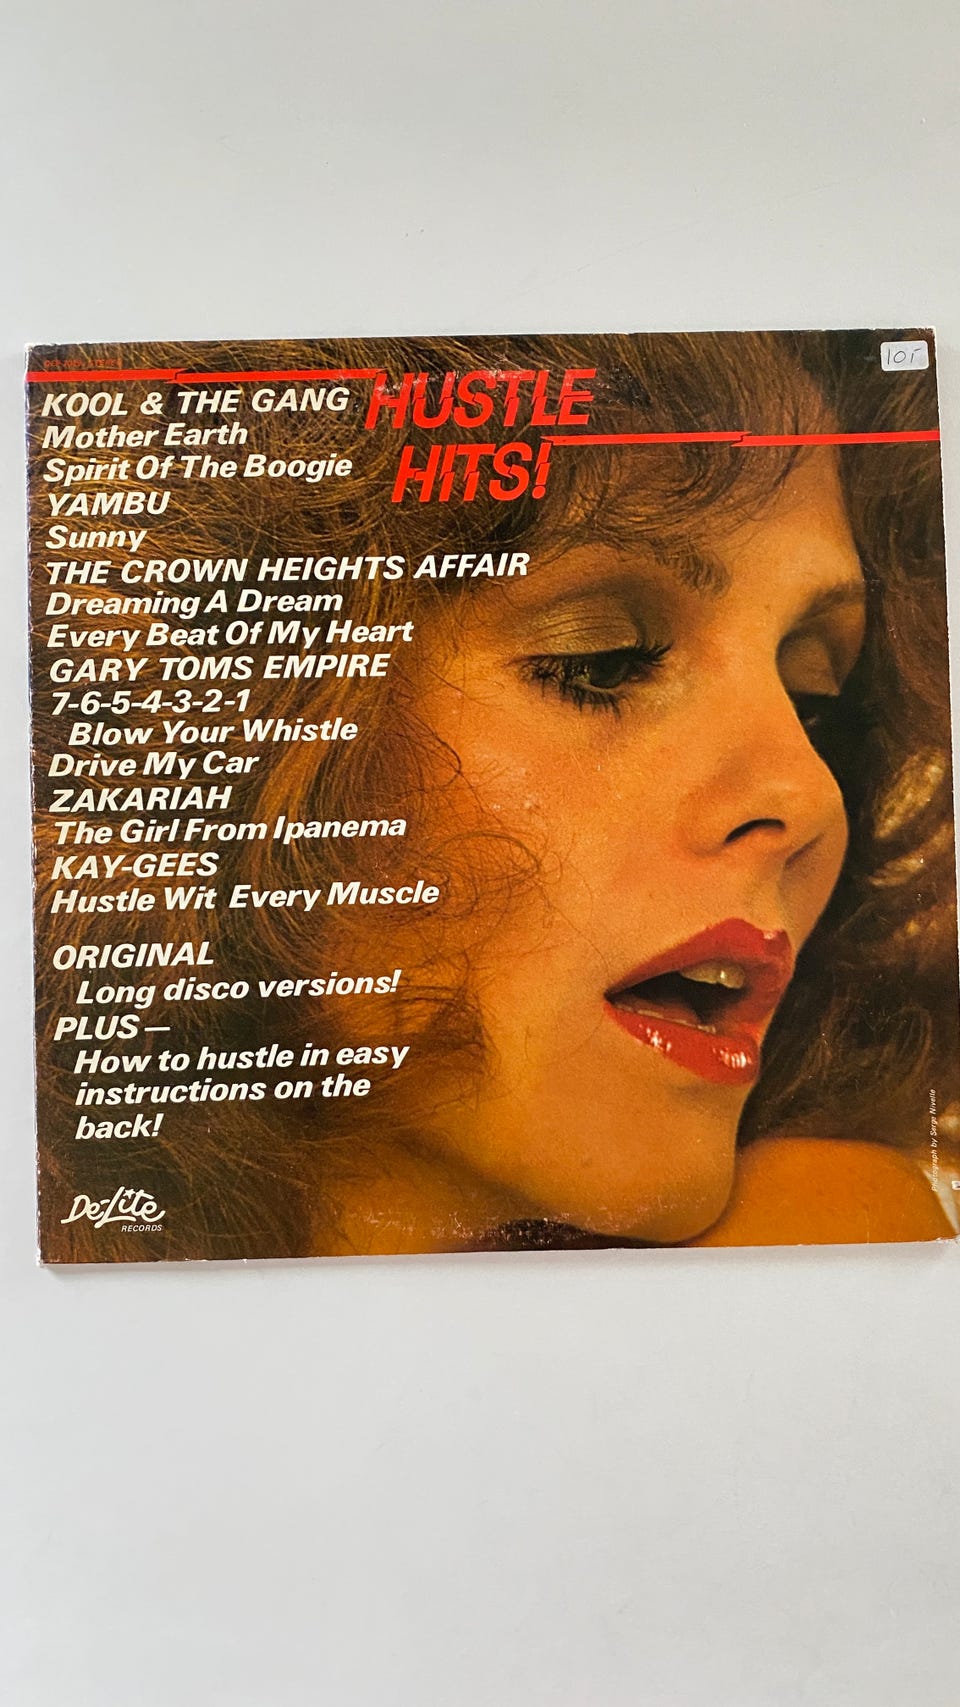 STEREO
10,-
KOOL & THE GANG
HUSTLE
HITS!
Mother Earth
Spirit Of The Boogie
YAMBU
Sunny
THE CROWN HEIGHTS AFFAIR
Dreaming A Dream
Every Beat Of My Heart
GARY TOMS EMPIRE
7-6-5-4-3-2-1
Blow Your Whistle
Drive My Car
ZAKARIAH
The Girl From Ipanema
KAY-GEES
Hustle Wit Every Muscle
ORIGINAL
Long disco versions!
PLUS—
How to hustle in easy
instructions on the
back!
De-Lite
RECORDS
Photograph by Serge Nivelle